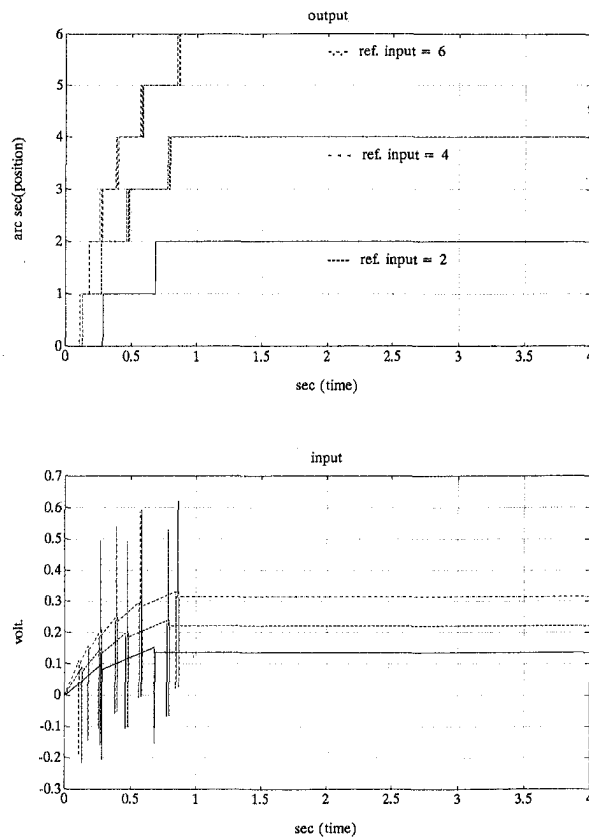 output
6
5
4
3
2
1
0
arc sec(position)
ref. input = 6
ref. input = 4
ref. input = 2
0 0.5 1 1.5 2 2.5 3 3.5 4
sec (time)
input
0.7
0.6
0.5
0.4
0.3
0.2
0.1
0
-0.1
-0.2
-0.3
volt.
0 0.5 1 1.5 2 2.5 3 3.5 4
sec (time)